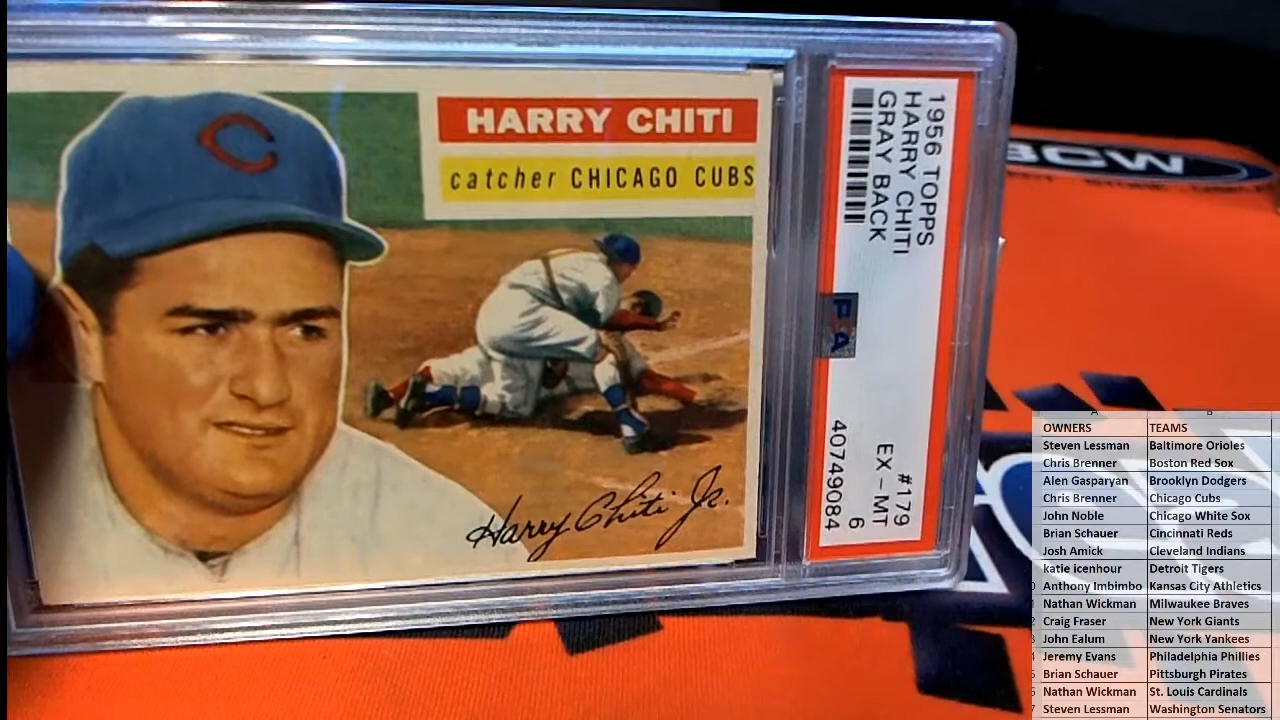 C
HARRY CHITI
catcher CHICAGO CUBS
Harry Chiti Jr.
1956 TOPPS
HARRY CHITI
GRAY BACK
#179
EX - MT
6
40749084
BCW
A B
OWNERS TEAMS
Steven Lessman Baltimore Orioles
Chris Brenner Boston Red Sox
Alen Gasparyan Brooklyn Dodgers
Chris Brenner Chicago Cubs
John Noble Chicago White Sox
Brian Schauer Cincinnati Reds
Josh Amick Cleveland Indians
katie icenhour Detroit Tigers
Anthony Imbimbo Kansas City Athletics
Nathan Wickman Milwaukee Braves
Craig Fraser New York Giants
John Ealum New York Yankees
Jeremy Evans Philadelphia Phillies
Brian Schauer Pittsburgh Pirates
Nathan Wickman St. Louis Cardinals
Steven Lessman Washington Senators